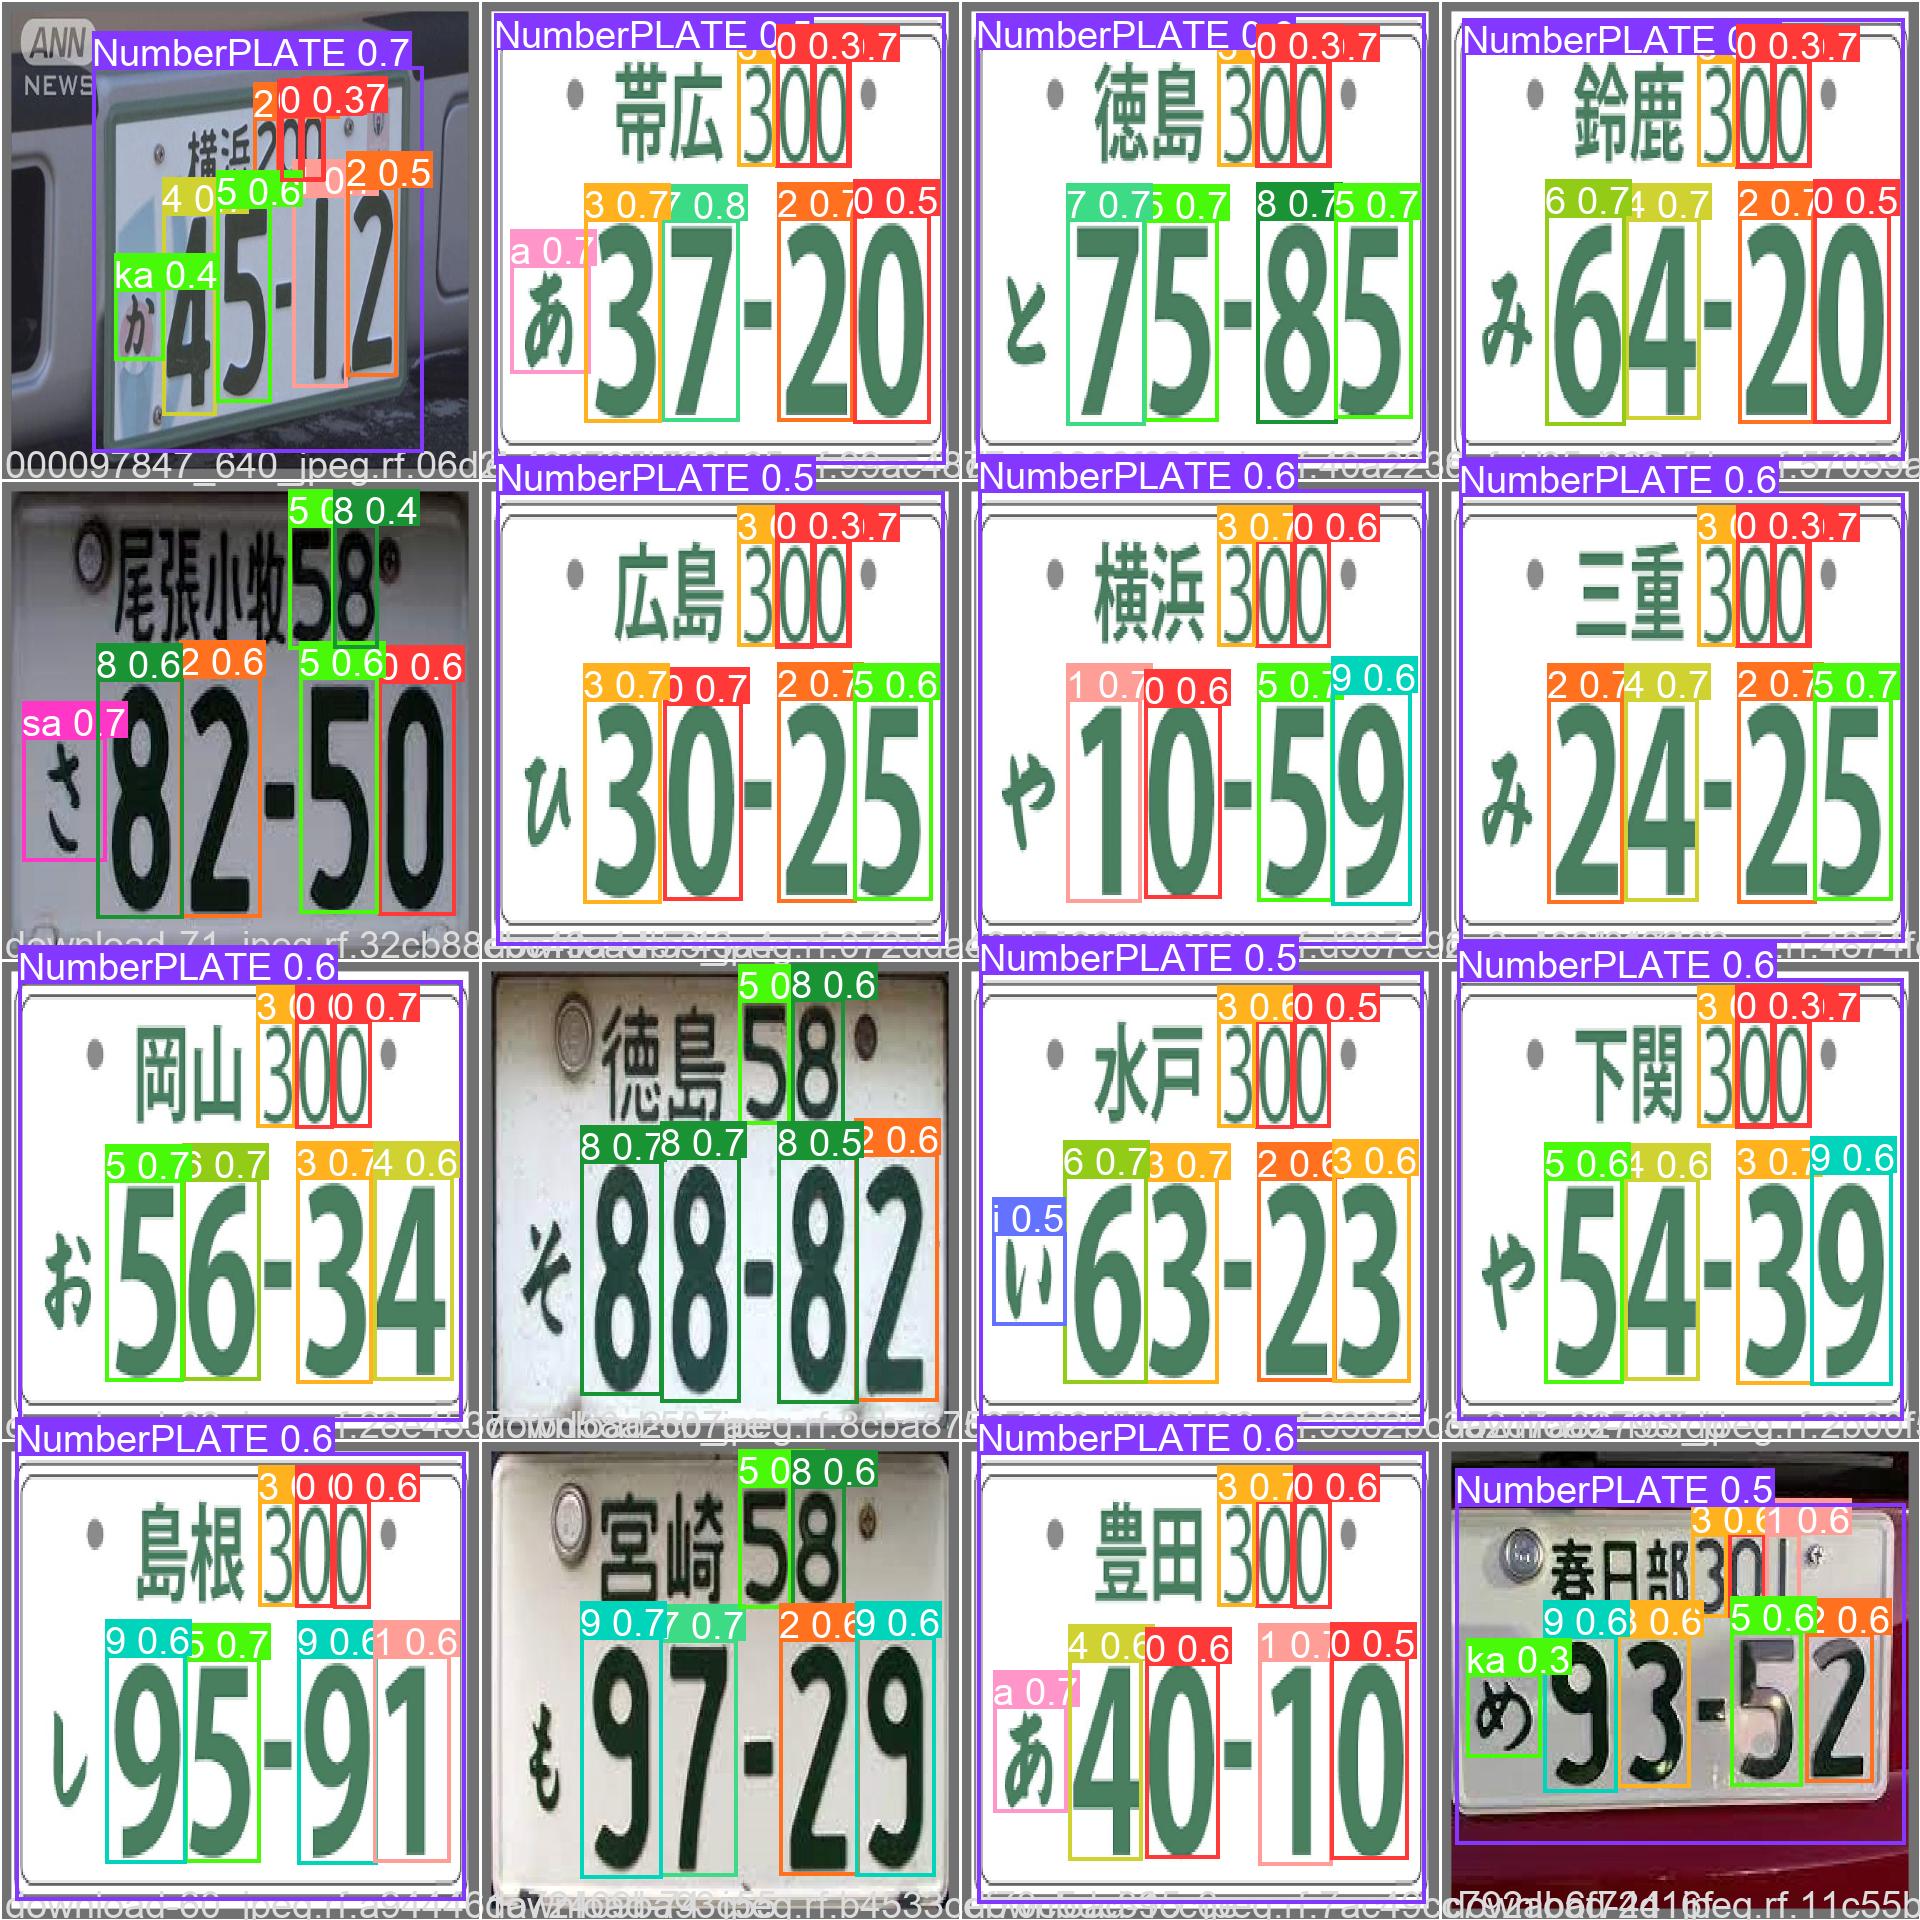 ANN
NEWS
NumberPLATE 0.7
2
0 0.37
横浜 200
4 0
5 0.6
0
2 0.5
ka 0.4
か 45-12
000097847_640_jpeg.rf.06d
NumberPLATE 0.5
0 0.3
.7
帯広 300
3 0.7
7 0.8
2 0.7
0 0.5
a 0.7
あ 37-20
NumberPLATE 0
0 0.3
.7
徳島 300
7 0.7
5 0.7
8 0.7
5 0.7
と 75-85
NumberPLATE
0 0.3
.7
鈴鹿 300
6 0.7
4 0.7
2 0.7
0 0.5
み 64-20
5 0
8 0.4
尾張小牧 58
8 0.6
2 0.6
5 0.6
0 0.6
sa 0.7
さ 82-50
download-71_jpeg.rf.32cb88
NumberPLATE 0.5
3
0 0.3
.7
広島 300
3 0.7
0 0.7
2 0.7
5 0.6
ひ 30-25
NumberPLATE 0.6
3 0.7
0 0.6
横浜 300
1 0.7
0 0.6
5 0.7
9 0.6
や 10-59
NumberPLATE 0.6
3
0 0.3
.7
三重 300
2 0.7
4 0.7
2 0.7
5 0.7
み 24-25
NumberPLATE 0.6
3
0
0 0.7
岡山 300
5 0.7
6 0.7
3 0.7
4 0.6
お 56-34
5 0
8 0.6
徳島 58
8 0.7
8 0.7
8 0.5
2 0.6
そ 88-82
NumberPLATE 0.5
3 0.6
0 0.5
水戸 300
6 0.7
3 0.7
2 0.6
3 0.6
i 0.5
い 63-23
NumberPLATE 0.6
3
0 0.3
.7
下関 300
5 0.6
4 0.6
3 0.7
9 0.6
や 54-39
NumberPLATE 0.6
3
0
0 0.6
島根 300
9 0.6
5 0.7
9 0.6
1 0.6
し 95-91
5 0
8 0.6
宮崎 58
9 0.7
7 0.7
2 0.6
9 0.6
も 97-29
NumberPLATE 0.6
3 0.7
0 0.6
豊田 300
4 0.6
0 0.6
1 0.7
0 0.5
a 0.7
あ 40-10
NumberPLATE 0.5
3 0.6
1 0.6
春日部 301
9 0.6
3 0.6
5 0.6
2 0.6
ka 0.3
め 93-52